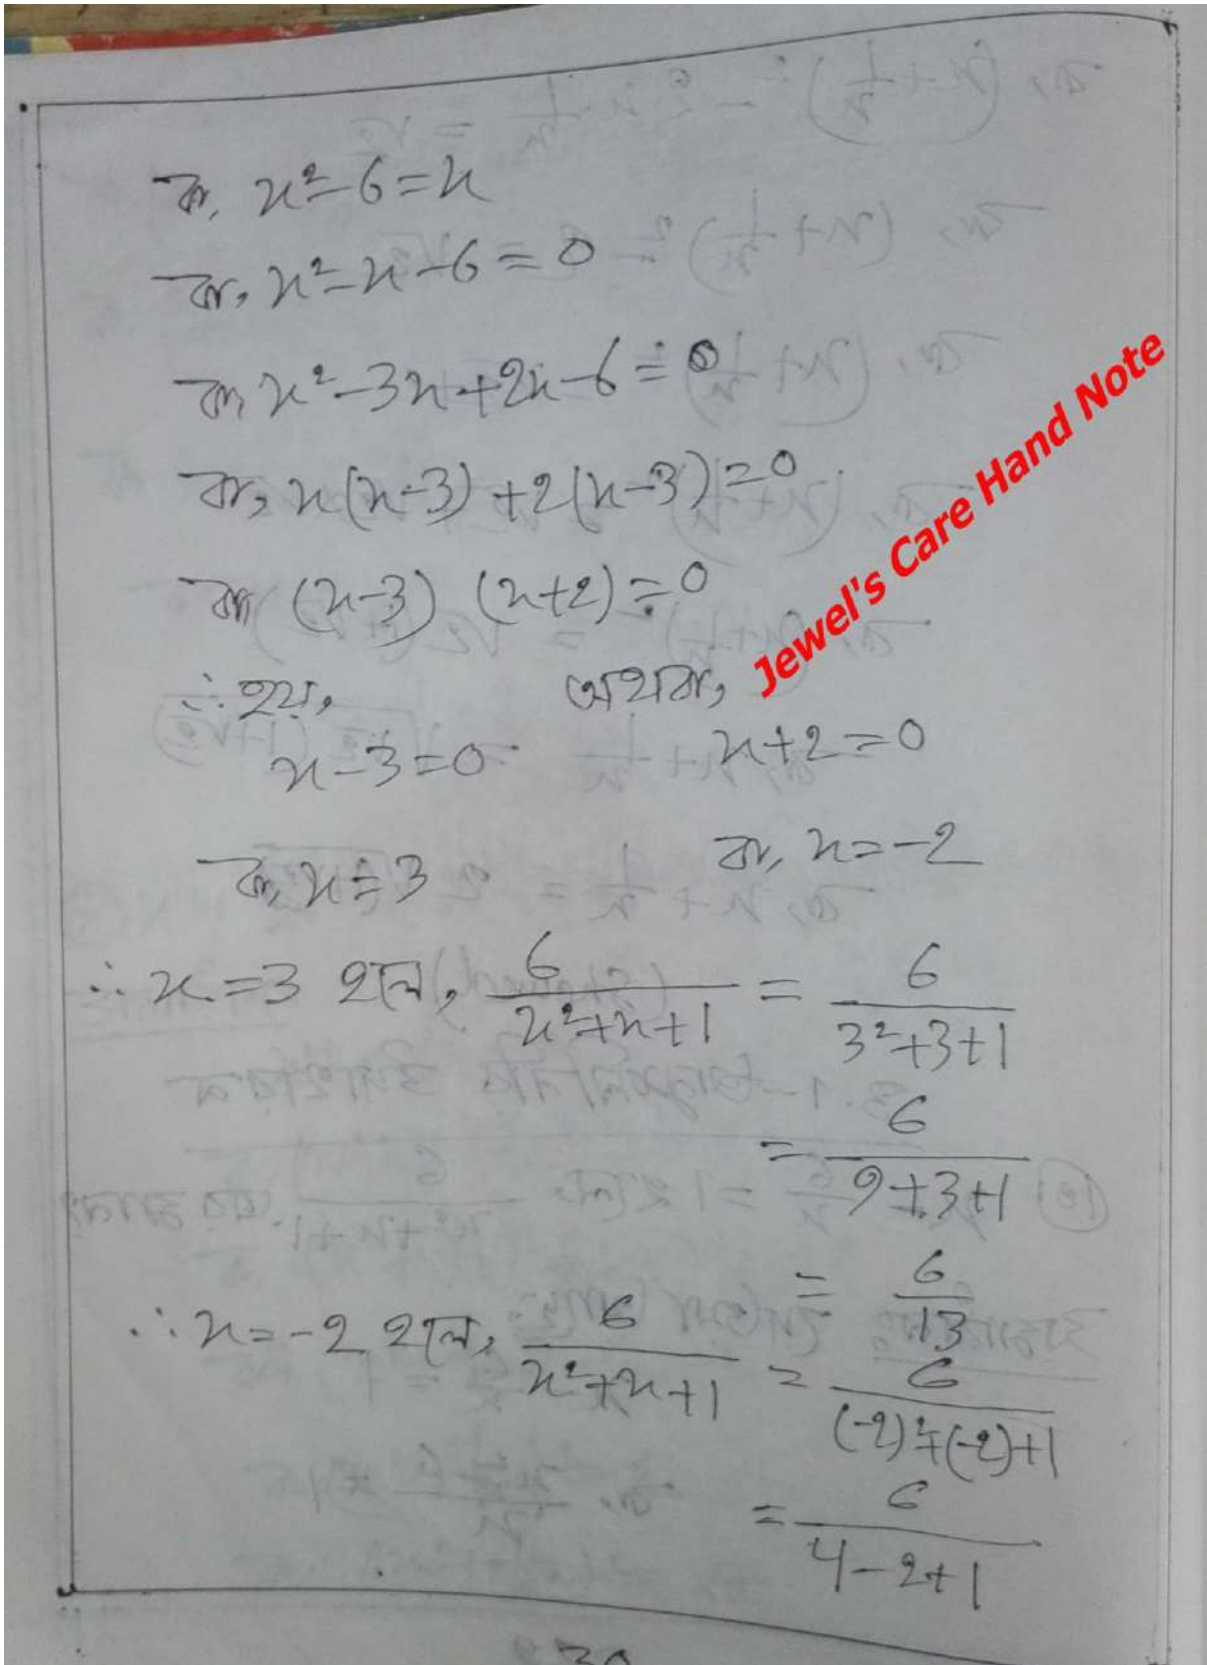 বা, x²-6=x
বা, x²-x-6=0
বা, x²-3x+2x-6=0
বা, x(x-3)+2(x-3)=0
বা, (x-3) (x+2)=0
∴ হয়, অথবা,
x-3=0 x+2=0
বা, x=3 বা, x=-2
∴ x=3 হলে, 6/(x²+x+1) = 6/(3²+3+1)
= 6/(9+3+1)
= 6/13
∴ x=-2 হলে, 6/(x²+x+1) = 6/((-2)²+(-2)+1)
= 6/(4-2+1)
Jewel's Care Hand Note